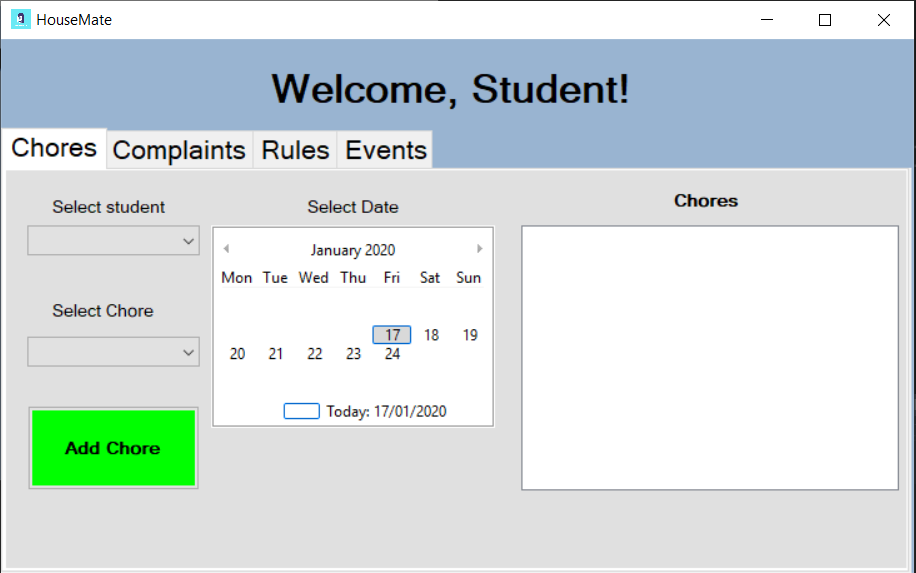 HouseMate
Welcome, Student!
Chores Complaints Rules Events
Select student
Select Chore
Add Chore
Select Date
January 2020
Mon Tue Wed Thu Fri Sat Sun
17 18 19
20 21 22 23 24
Today: 17/01/2020
Chores